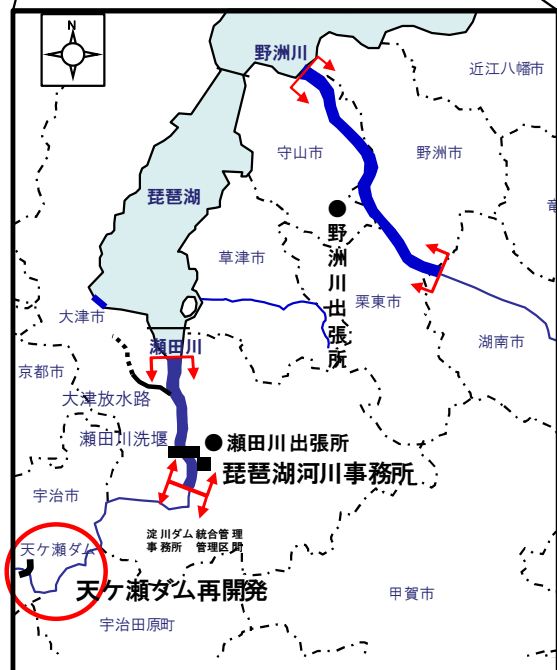 N
野洲川
近江八幡市
守山市
野洲市
琵琶湖
竜
野洲川出張所
草津市
栗東市
大津市
湖南市
瀬田川
京都市
大津放水路
瀬田川洗堰
瀬田川出張所
琵琶湖河川事務所
宇治市
淀川ダム統合管理
事務所 管理区間
天ケ瀬ダム
天ケ瀬ダム再開発
甲賀市
宇治田原町